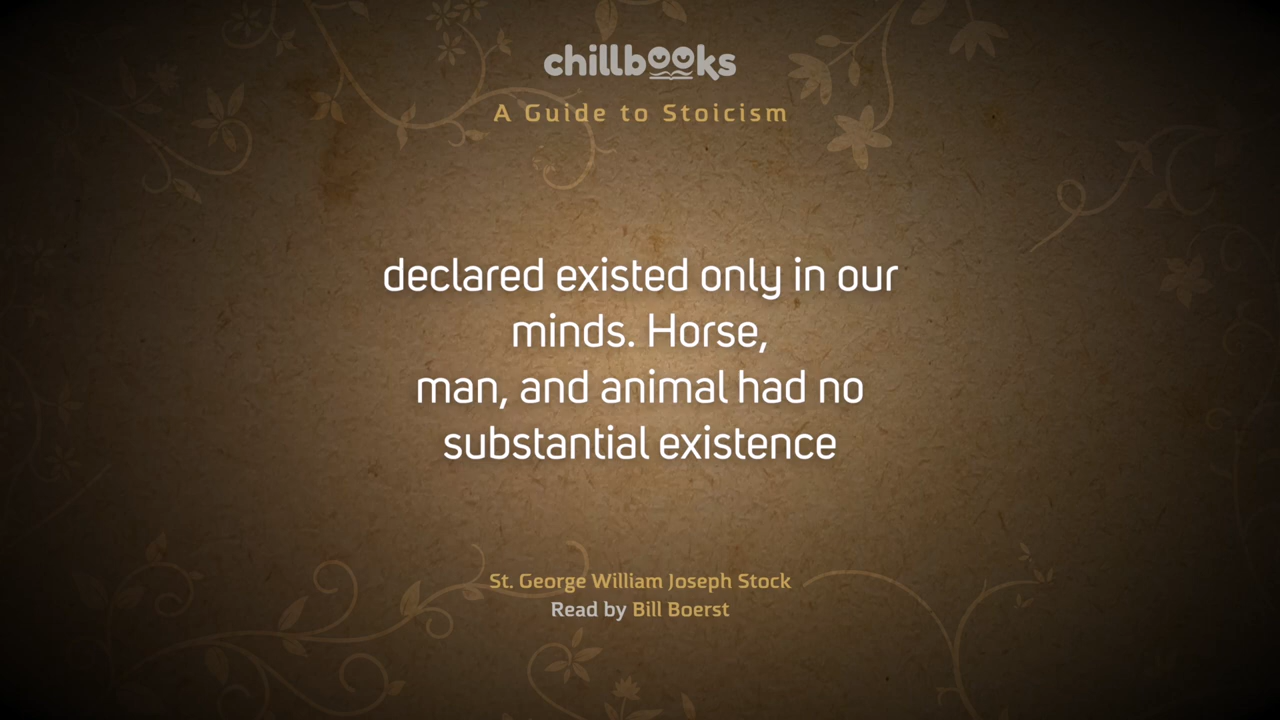 chillbooks
A Guide to Stoicism
declared existed only in our
minds. Horse,
man, and animal had no
substantial existence
St. George William Joseph Stock
Read by Bill Boerst